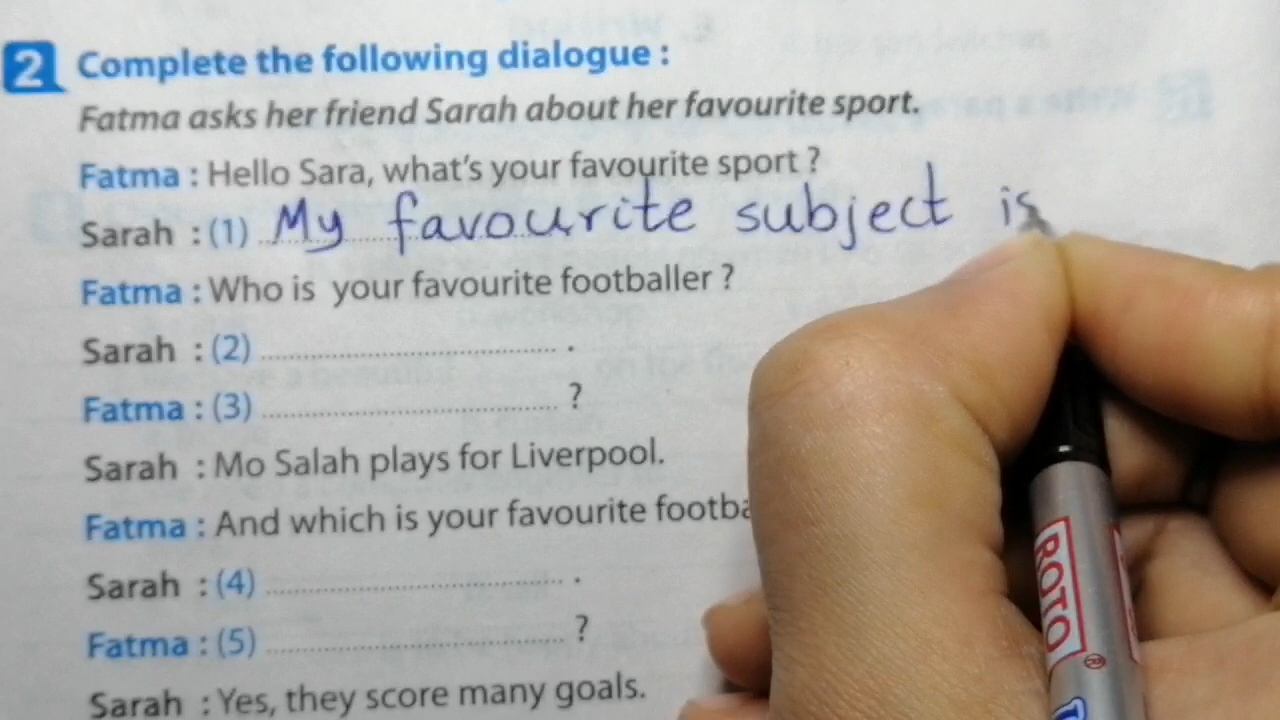 2 Complete the following dialogue :
Fatma asks her friend Sarah about her favourite sport.
Fatma : Hello Sara, what's your favourite sport ?
Sarah : (1) My favourite subject is
Fatma : Who is your favourite footballer ?
Sarah : (2) .................... .
Fatma : (3) .................... ?
Sarah : Mo Salah plays for Liverpool.
Fatma : And which is your favourite footba
Sarah : (4) .................... .
Fatma : (5) .................... ?
Sarah : Yes, they score many goals.
ROTO ®